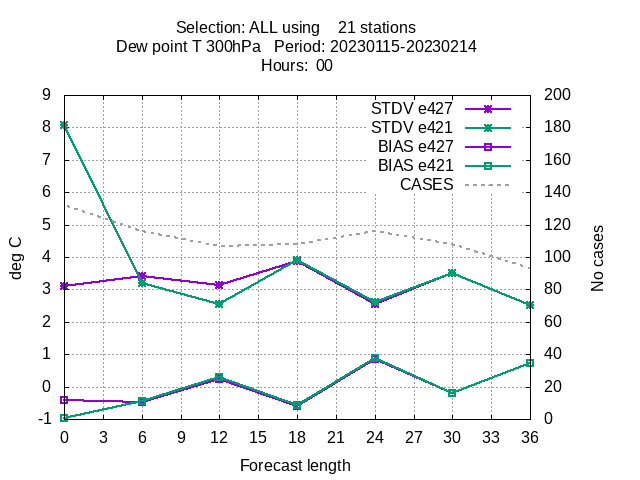 Selection: ALL using    21 stations
Dew point T 300hPa   Period: 20230115-20230214
Hours:  00
STDV e427
STDV e421
BIAS e427
BIAS e421
CASES
deg C
9
8
7
6
5
4
3
2
1
0
-1
200
180
160
140
120
100
80
60
40
20
0
No cases
0 3 6 9 12 15 18 21 24 27 30 33 36
Forecast length